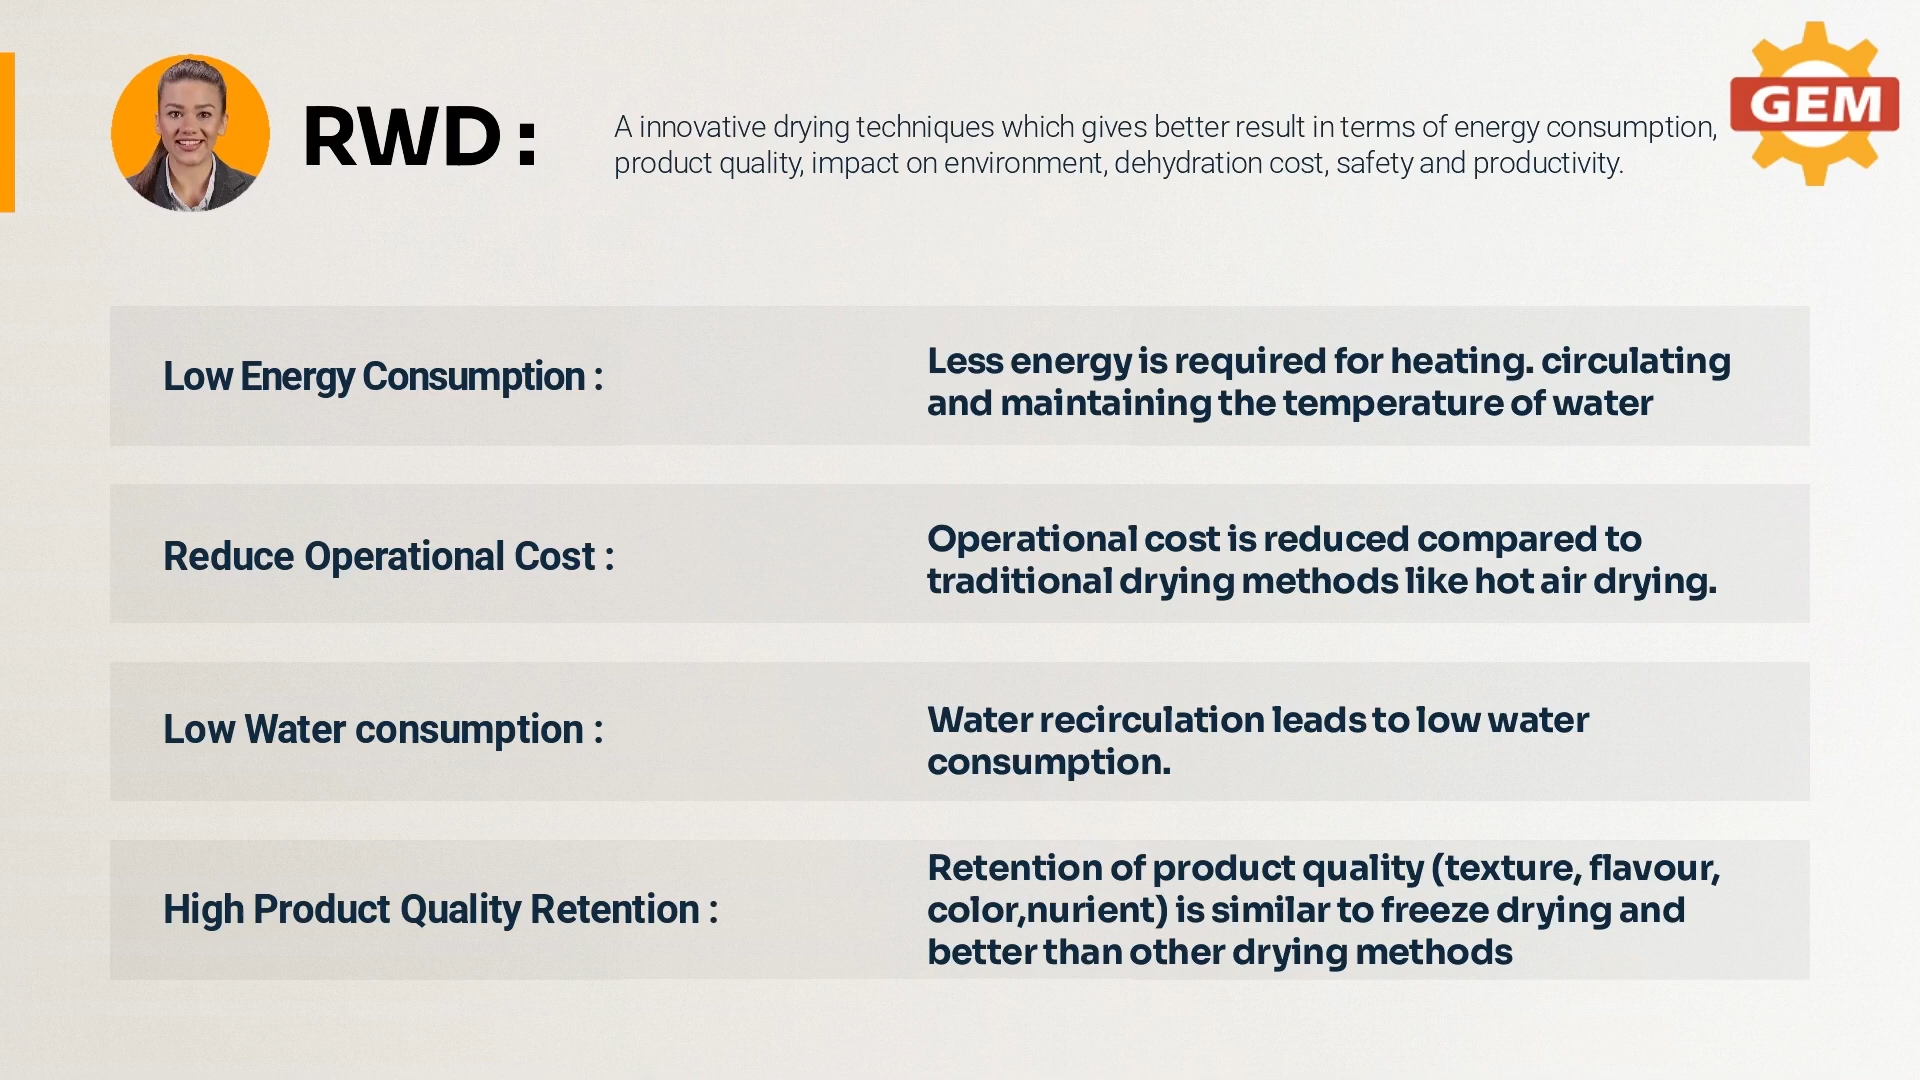 RWD :
A innovative drying techniques which gives better result in terms of energy consumption,
product quality, impact on environment, dehydration cost, safety and productivity.
GEM
Low Energy Consumption :
Less energy is required for heating. circulating
and maintaining the temperature of water
Reduce Operational Cost :
Operational cost is reduced compared to
traditional drying methods like hot air drying.
Low Water consumption :
Water recirculation leads to low water
consumption.
High Product Quality Retention :
Retention of product quality (texture, flavour,
color,nurient) is similar to freeze drying and
better than other drying methods